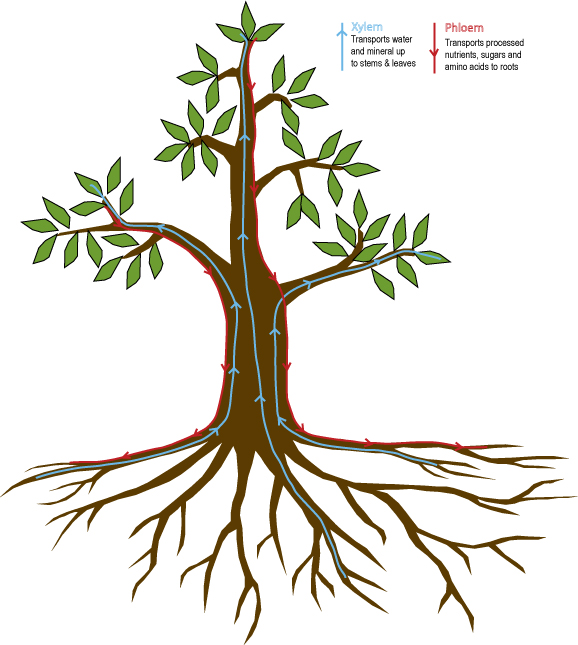 Xylem
Transports water
and mineral up
to stems & leaves
Phloem
Transports processed
nutrients, sugars and
amino acids to roots